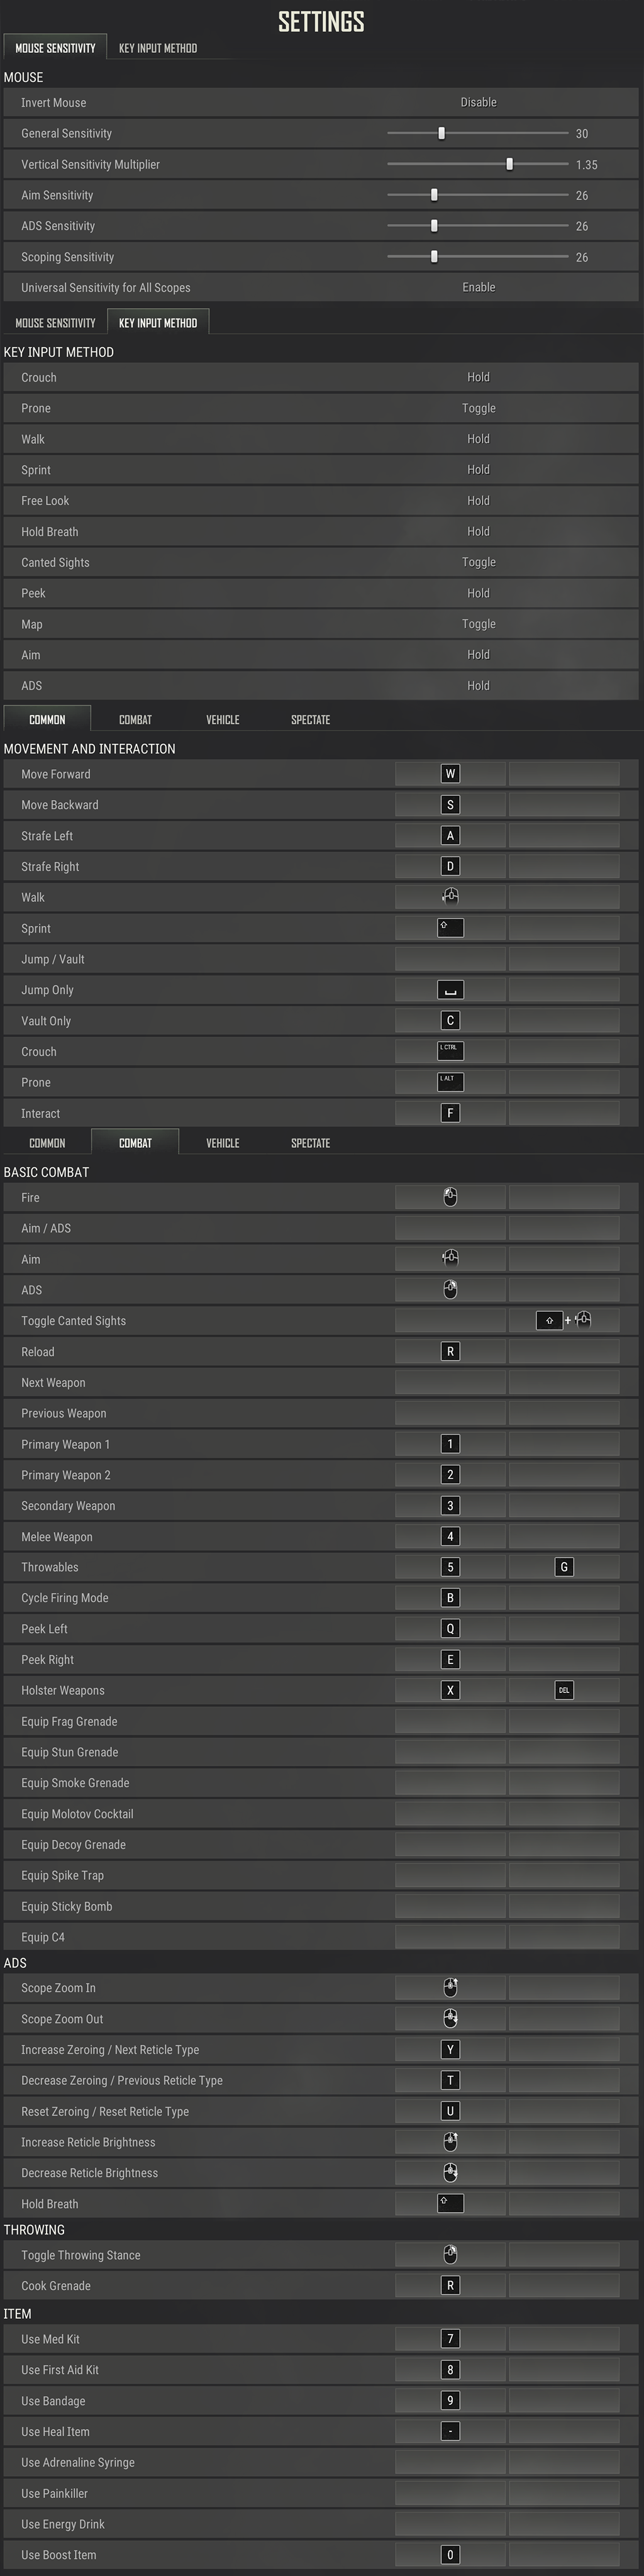 SETTINGS
MOUSE SENSITIVITY KEY INPUT METHOD
MOUSE
Invert Mouse Disable
General Sensitivity 30
Vertical Sensitivity Multiplier 1.35
Aim Sensitivity 26
ADS Sensitivity 26
Scoping Sensitivity 26
Universal Sensitivity for All Scopes Enable
MOUSE SENSITIVITY KEY INPUT METHOD
KEY INPUT METHOD
Crouch Hold
Prone Toggle
Walk Hold
Sprint Hold
Free Look Hold
Hold Breath Hold
Canted Sights Toggle
Peek Hold
Map Toggle
Aim Hold
ADS Hold
COMMON COMBAT VEHICLE SPECTATE
MOVEMENT AND INTERACTION
Move Forward W
Move Backward S
Strafe Left A
Strafe Right D
Walk
Sprint
Jump / Vault
Jump Only
Vault Only C
Crouch L CTRL
Prone L ALT
Interact F
COMMON COMBAT VEHICLE SPECTATE
BASIC COMBAT
Fire
Aim / ADS
Aim
ADS
Toggle Canted Sights +
Reload R
Next Weapon
Previous Weapon
Primary Weapon 1 1
Primary Weapon 2 2
Secondary Weapon 3
Melee Weapon 4
Throwables 5 G
Cycle Firing Mode B
Peek Left Q
Peek Right E
Holster Weapons X DEL
Equip Frag Grenade
Equip Stun Grenade
Equip Smoke Grenade
Equip Molotov Cocktail
Equip Decoy Grenade
Equip Spike Trap
Equip Sticky Bomb
Equip C4
ADS
Scope Zoom In
Scope Zoom Out
Increase Zeroing / Next Reticle Type Y
Decrease Zeroing / Previous Reticle Type T
Reset Zeroing / Reset Reticle Type U
Increase Reticle Brightness
Decrease Reticle Brightness
Hold Breath
THROWING
Toggle Throwing Stance
Cook Grenade R
ITEM
Use Med Kit 7
Use First Aid Kit 8
Use Bandage 9
Use Heal Item -
Use Adrenaline Syringe
Use Painkiller
Use Energy Drink
Use Boost Item 0